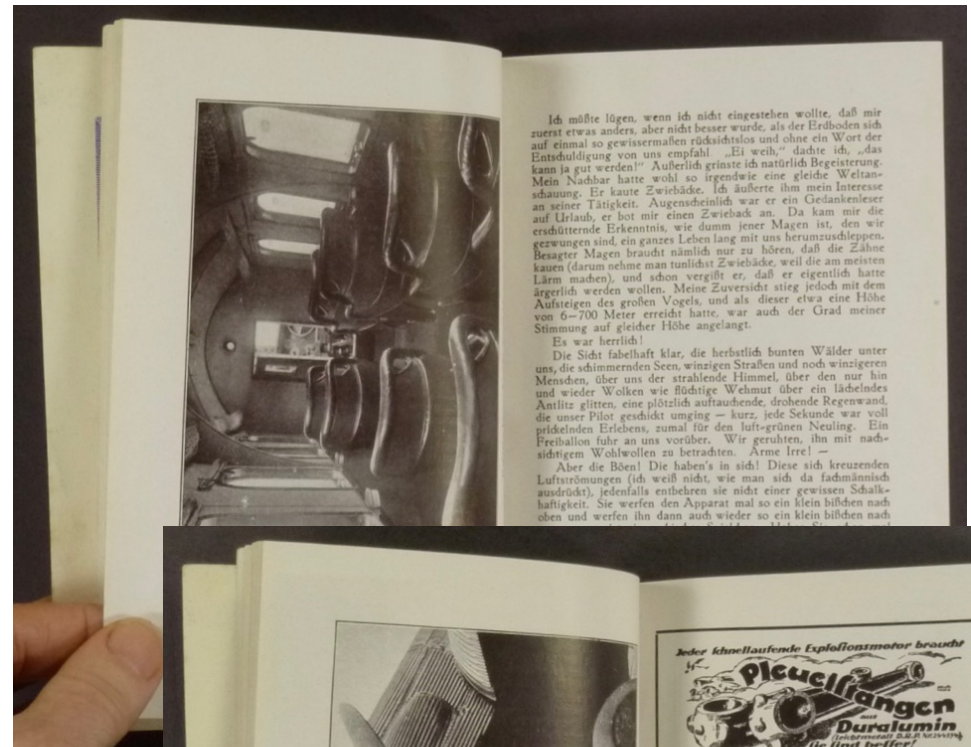 Ich müßte lügen, wenn ich nicht eingestehen wollte, daß mir
zuerst etwas anders, aber nicht besser wurde, als der Erdboden sich
auf einmal so gewissermaßen rücksichtslos und ohne ein Wort der
Entschuldigung von uns empfahl „Ei weih,“ dachte ich, „das
kann ja gut werden!“ Äußerlich grinste ich natürlich Begeisterung.
Mein Nachbar hatte wohl so irgendwie eine gleiche Weltan-
schauung. Er kaute Zwiebäcke. Ich äußerte ihm mein Interesse
an seiner Tätigkeit. Augenscheinlich war er ein Gedankenleser
auf Urlaub, er bot mir einen Zwieback an. Da kam mir die
erschütternde Erkenntnis, wie dumm jener Magen ist, den wir
gezwungen sind, ein ganzes Leben lang mit uns herumzuschleppen.
Besagter Magen braucht nämlich nur zu hören, daß die Zähne
kauen (darum nehme man tunlichst Zwiebäcke, weil die am meisten
Lärm machen), und schon vergißt er, daß er eigentlich hatte
ärgerlich werden wollen. Meine Zuversicht stieg jedoch mit dem
Aufsteigen des großen Vogels, und als dieser etwa eine Höhe
von 6–700 Meter erreicht hatte, war auch der Grad meiner
Stimmung auf gleicher Höhe angelangt.
Es war herrlich!
Die Sicht fabelhaft klar, die herbstlich bunten Wälder unter
uns, die schimmernden Seen, winzigen Straßen und noch winzigeren
Menschen, über uns der strahlende Himmel, über den nur hin
und wieder Wolken wie flüchtige Wehmut über ein lächelndes
Antlitz glitten, eine plötzlich auftauchende, drohende Regenwand,
die unser Pilot geschickt umging — kurz, jede Sekunde war voll
prickelnden Erlebens, zumal für den luft-grünen Neuling. Ein
Freiballon fuhr an uns vorüber. Wir geruhten, ihn mit nach-
sichtigem Wohlwollen zu betrachten. Arme Irre! —
Aber die Böen! Die haben's in sich! Diese sich kreuzenden
Luftströmungen (ich weiß nicht, wie man sich da fachmännisch
ausdrückt), jedenfalls entbehren sie nicht einer gewissen Schalk-
haftigkeit. Sie werfen den Apparat mal so ein klein bißchen nach
oben und werfen ihn dann auch wieder so ein klein bißchen nach
Jeder schnellaufende Explosionsmotor braucht
Pleuelstangen
aus
Duralumin
Sie sind besser!